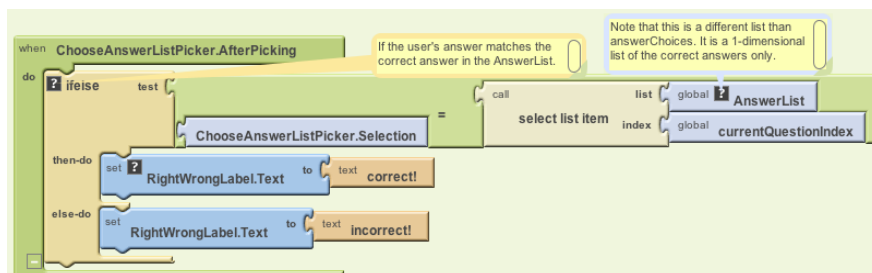 when ChooseAnswerListPicker.AfterPicking
If the user's answer matches the
correct answer in the AnswerList.
Note that this is a different list than
answerChoices. It is a 1-dimensional
list of the correct answers only.
do ? ifelse test
ChooseAnswerListPicker.Selection
=
call
select list item
list
global ? AnswerList
index
global currentQuestionIndex
then-do set ? RightWrongLabel.Text to text correct!
else-do set RightWrongLabel.Text to text incorrect!